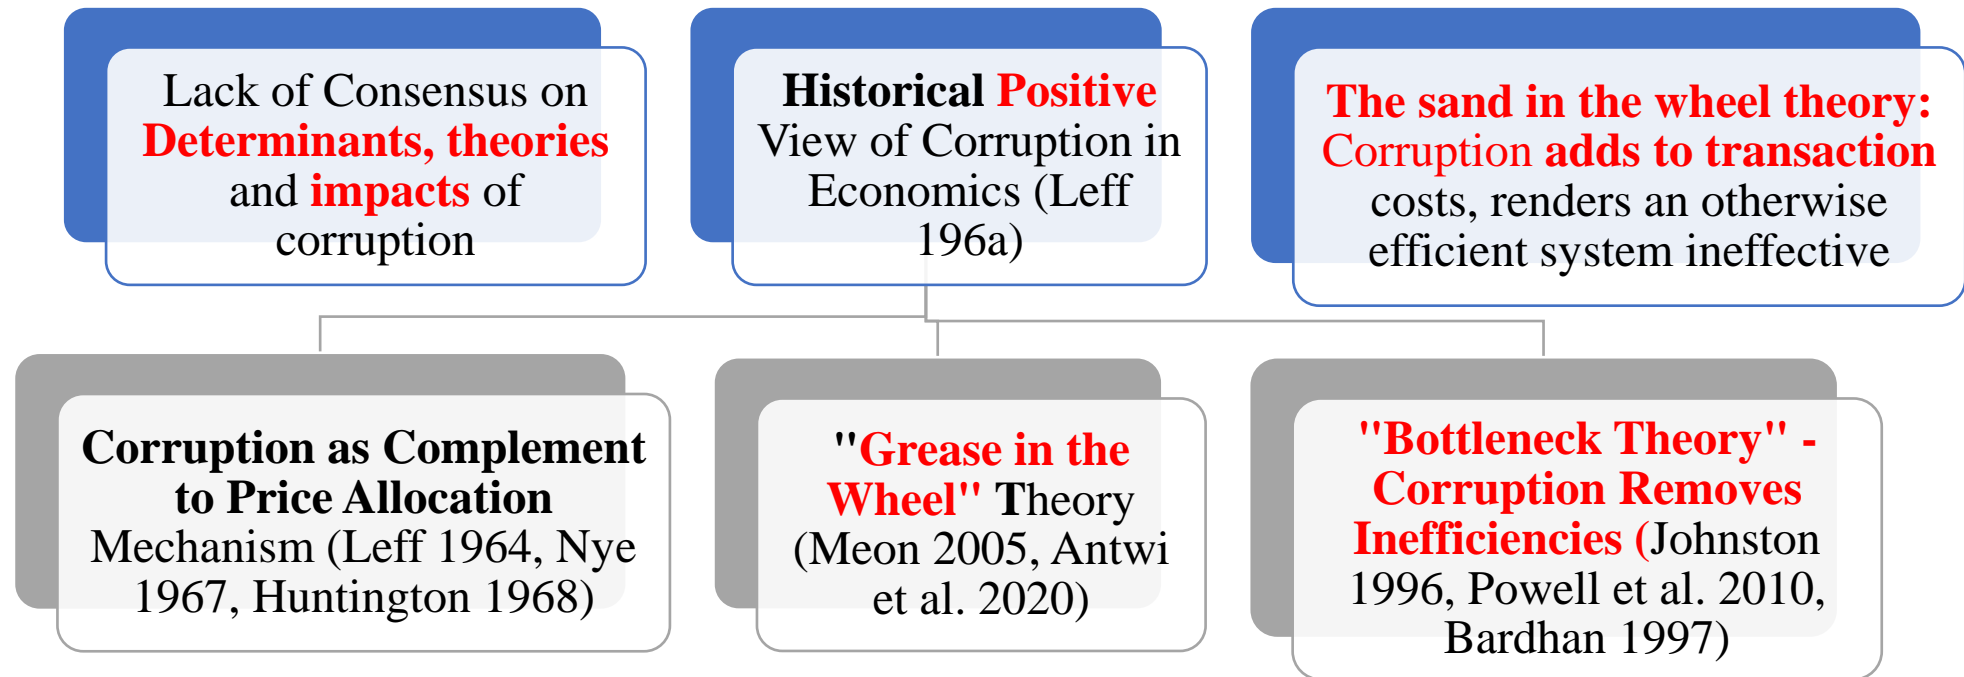 Lack of Consensus on
Determinants, theories
and impacts of
corruption
Historical Positive
View of Corruption in
Economics (Leff
196a)
The sand in the wheel theory:
Corruption adds to transaction
costs, renders an otherwise
efficient system ineffective
Corruption as Complement
to Price Allocation
Mechanism (Leff 1964, Nye
1967, Huntington 1968)
"Grease in the
Wheel" Theory
(Meon 2005, Antwi
et al. 2020)
"Bottleneck Theory" -
Corruption Removes
Inefficiencies (Johnston
1996, Powell et al. 2010,
Bardhan 1997)